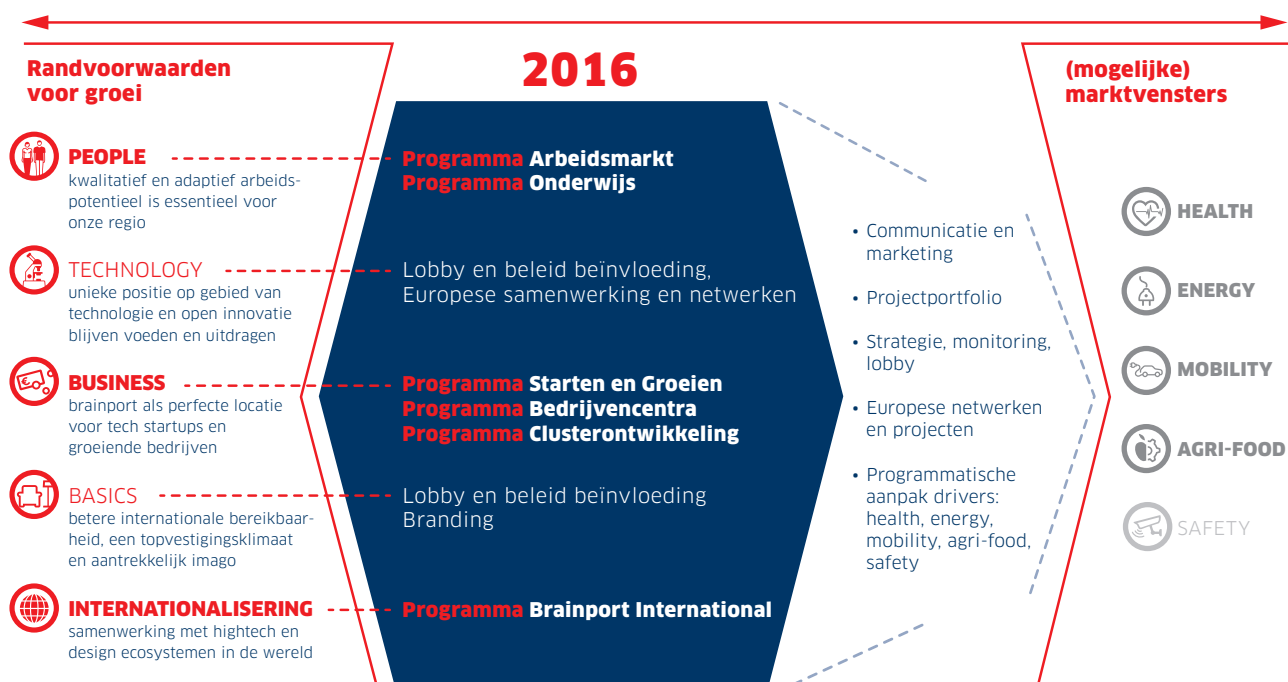 Randvoorwaarden
voor groei
PEOPLE
kwalitatief en adaptief arbeids-
potentieel is essentieel voor
onze regio
TECHNOLOGY
unieke positie op gebied van
technologie en open innovatie
blijven voeden en uitdragen
BUSINESS
brainport als perfecte locatie
voor tech startups en
groeiende bedrijven
BASICS
betere internationale bereikbaar-
heid, een topvestigingsklimaat
en aantrekkelijk imago
INTERNATIONALISERING
samenwerking met hightech en
design ecosystemen in de wereld
2016
Programma Arbeidsmarkt
Programma Onderwijs
Lobby en beleid beïnvloeding,
Europese samenwerking en netwerken
Programma Starten en Groeien
Programma Bedrijvencentra
Programma Clusterontwikkeling
Lobby en beleid beïnvloeding
Branding
Programma Brainport International
• Communicatie en
marketing
• Projectportfolio
• Strategie, monitoring,
lobby
• Europese netwerken
en projecten
• Programmatische
aanpak drivers:
health, energy,
mobility, agri-food,
safety
(mogelijke)
marktvensters
HEALTH
ENERGY
MOBILITY
AGRI-FOOD
SAFETY